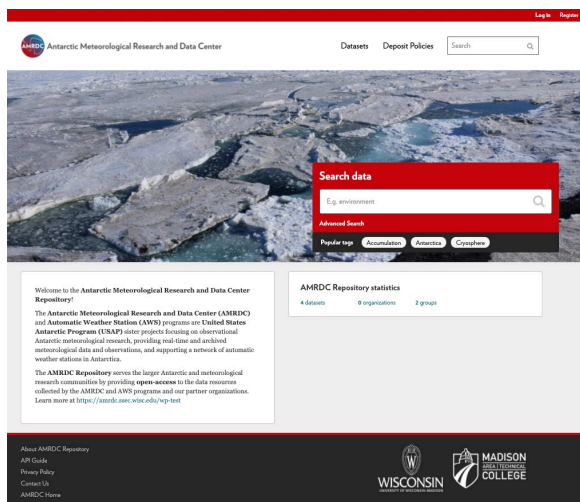 Log in Register
AMRDC Antarctic Meteorological Research and Data Center
Datasets Deposit Policies Search
Search data
E.g. environment
Advanced Search
Popular tags Accumulation Antarctica Cryosphere
Welcome to the Antarctic Meteorological Research and Data Center
Repository!
The Antarctic Meteorological Research and Data Center (AMRDC)
and Automatic Weather Station (AWS) programs are United States
Antarctic Program (USAP) sister projects focusing on observational
Antarctic meteorological research, providing real-time and archived
meteorological data and observations, and supporting a network of automatic
weather stations in Antarctica.
The AMRDC Repository serves the larger Antarctic and meteorological
research communities by providing open-access to the data resources
collected by the AMRDC and AWS programs and our partner organizations.
Learn more at https://amrdc.ssec.wisc.edu/wp-test
AMRDC Repository statistics
4 datasets 0 organizations 2 groups
About AMRDC Repository
API Guide
Privacy Policy
Contact Us
AMRDC Home
W
WISCONSIN
UNIVERSITY OF WISCONSIN-MADISON
MADISON
AREA TECHNICAL
COLLEGE